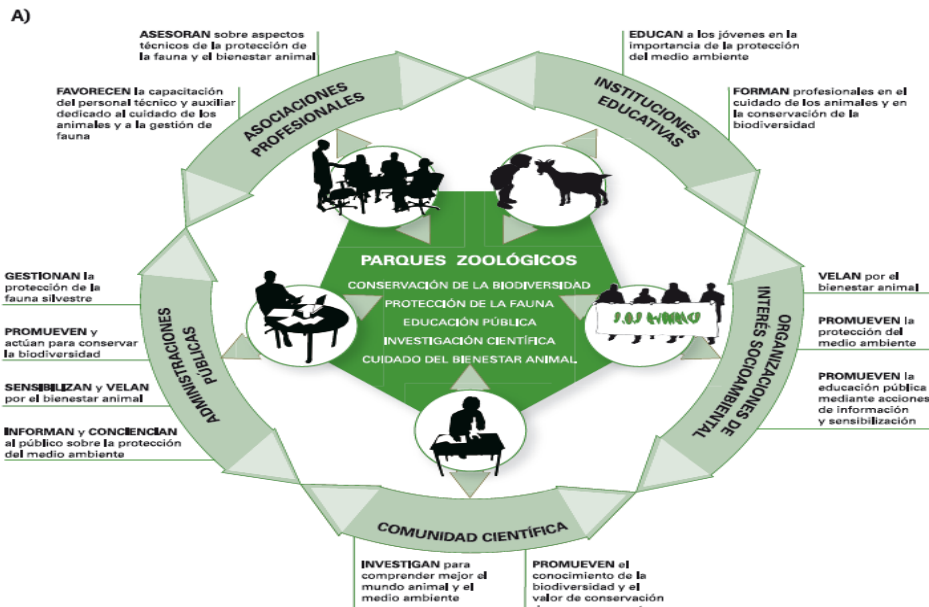 A)
ASESORAN sobre aspectos
técnicos de la protección de
la fauna y el bienestar animal
FAVORECEN la capacitación
del personal técnico y auxiliar
dedicado al cuidado de los
animales y a la gestión de
fauna
EDUCAN a los jóvenes en la
importancia de la protección
del medio ambiente
FORMAN profesionales en el
cuidado de los animales y en
la conservación de la
biodiversidad
ASOCIACIONES
PROFESIONALES
INSTITUCIONES
EDUCATIVAS
PARQUES ZOOLÓGICOS
CONSERVACIÓN DE LA BIODIVERSIDAD
PROTECCIÓN DE LA FAUNA
EDUCACIÓN PÚBLICA
INVESTIGACIÓN CIENTÍFICA
CUIDADO DEL BIENESTAR ANIMAL
GESTIONAN la
protección de la
fauna silvestre
PROMUEVEN y
actúan para conservar
la biodiversidad
SENSIBILIZAN y VELAN
por el bienestar animal
INFORMAN y CONCIENCIAN
al público sobre la protección
del medio ambiente
ADMINISTRACIONES
PÚBLICAS
S.O.S
ORGANIZACIONES DE
INTERÉS SOCIOAMBIENTAL
VELAN por el
bienestar animal
PROMUEVEN la
protección del
medio ambiente
PROMUEVEN la
educación pública
mediante acciones
de información
y sensibilización
COMUNIDAD CIENTÍFICA
INVESTIGAN para
comprender mejor el
mundo animal y el
medio ambiente
PROMUEVEN el
conocimiento de la
biodiversidad y el
valor de conservación